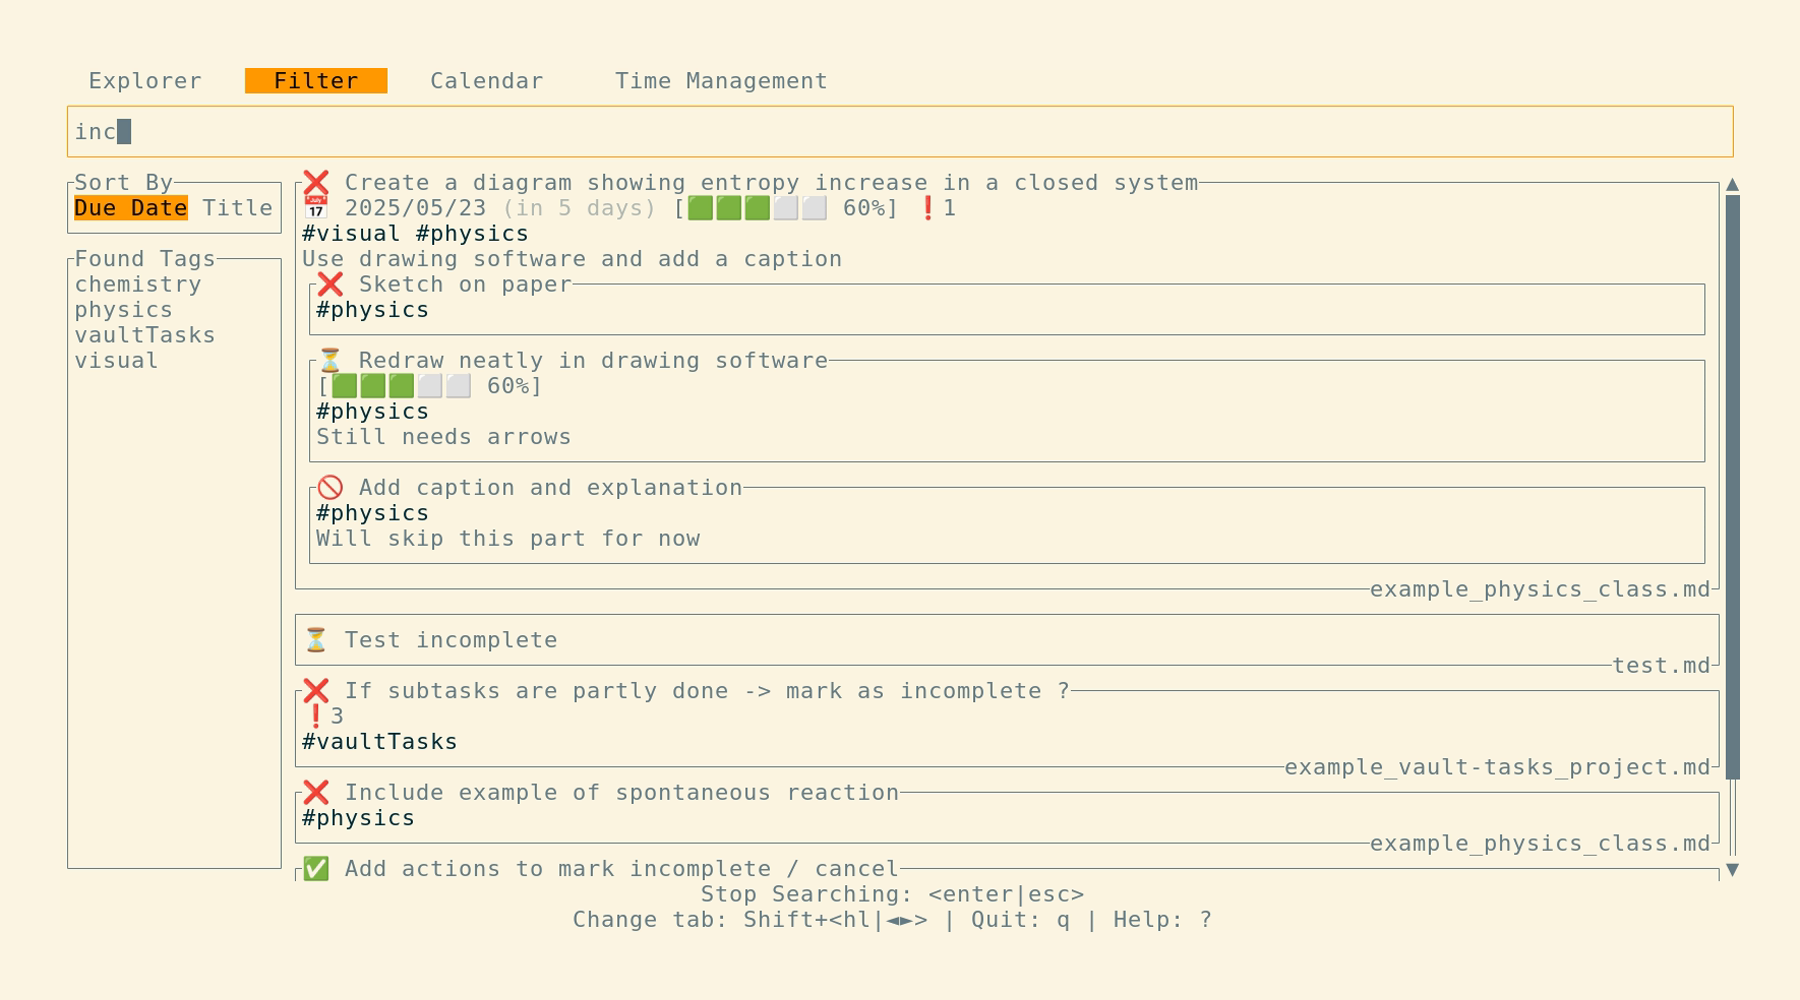 Explorer Filter Calendar Time Management
inc
Sort By
Due Date Title
Found Tags
chemistry
physics
vaultTasks
visual
❌ Create a diagram showing entropy increase in a closed system
📅 2025/05/23 (in 5 days) [🟩🟩🟩⬜⬜ 60%] ❗1
#visual #physics
Use drawing software and add a caption
❌ Sketch on paper
#physics
⏳ Redraw neatly in drawing software
[🟩🟩🟩⬜⬜ 60%]
#physics
Still needs arrows
🚫 Add caption and explanation
#physics
Will skip this part for now
example_physics_class.md
⏳ Test incomplete
test.md
❌ If subtasks are partly done -> mark as incomplete ?
❗3
#vaultTasks
example_vault-tasks_project.md
❌ Include example of spontaneous reaction
#physics
example_physics_class.md
✅ Add actions to mark incomplete / cancel
Stop Searching: <enter|esc>
Change tab: Shift+<hl|◄►> | Quit: q | Help: ?